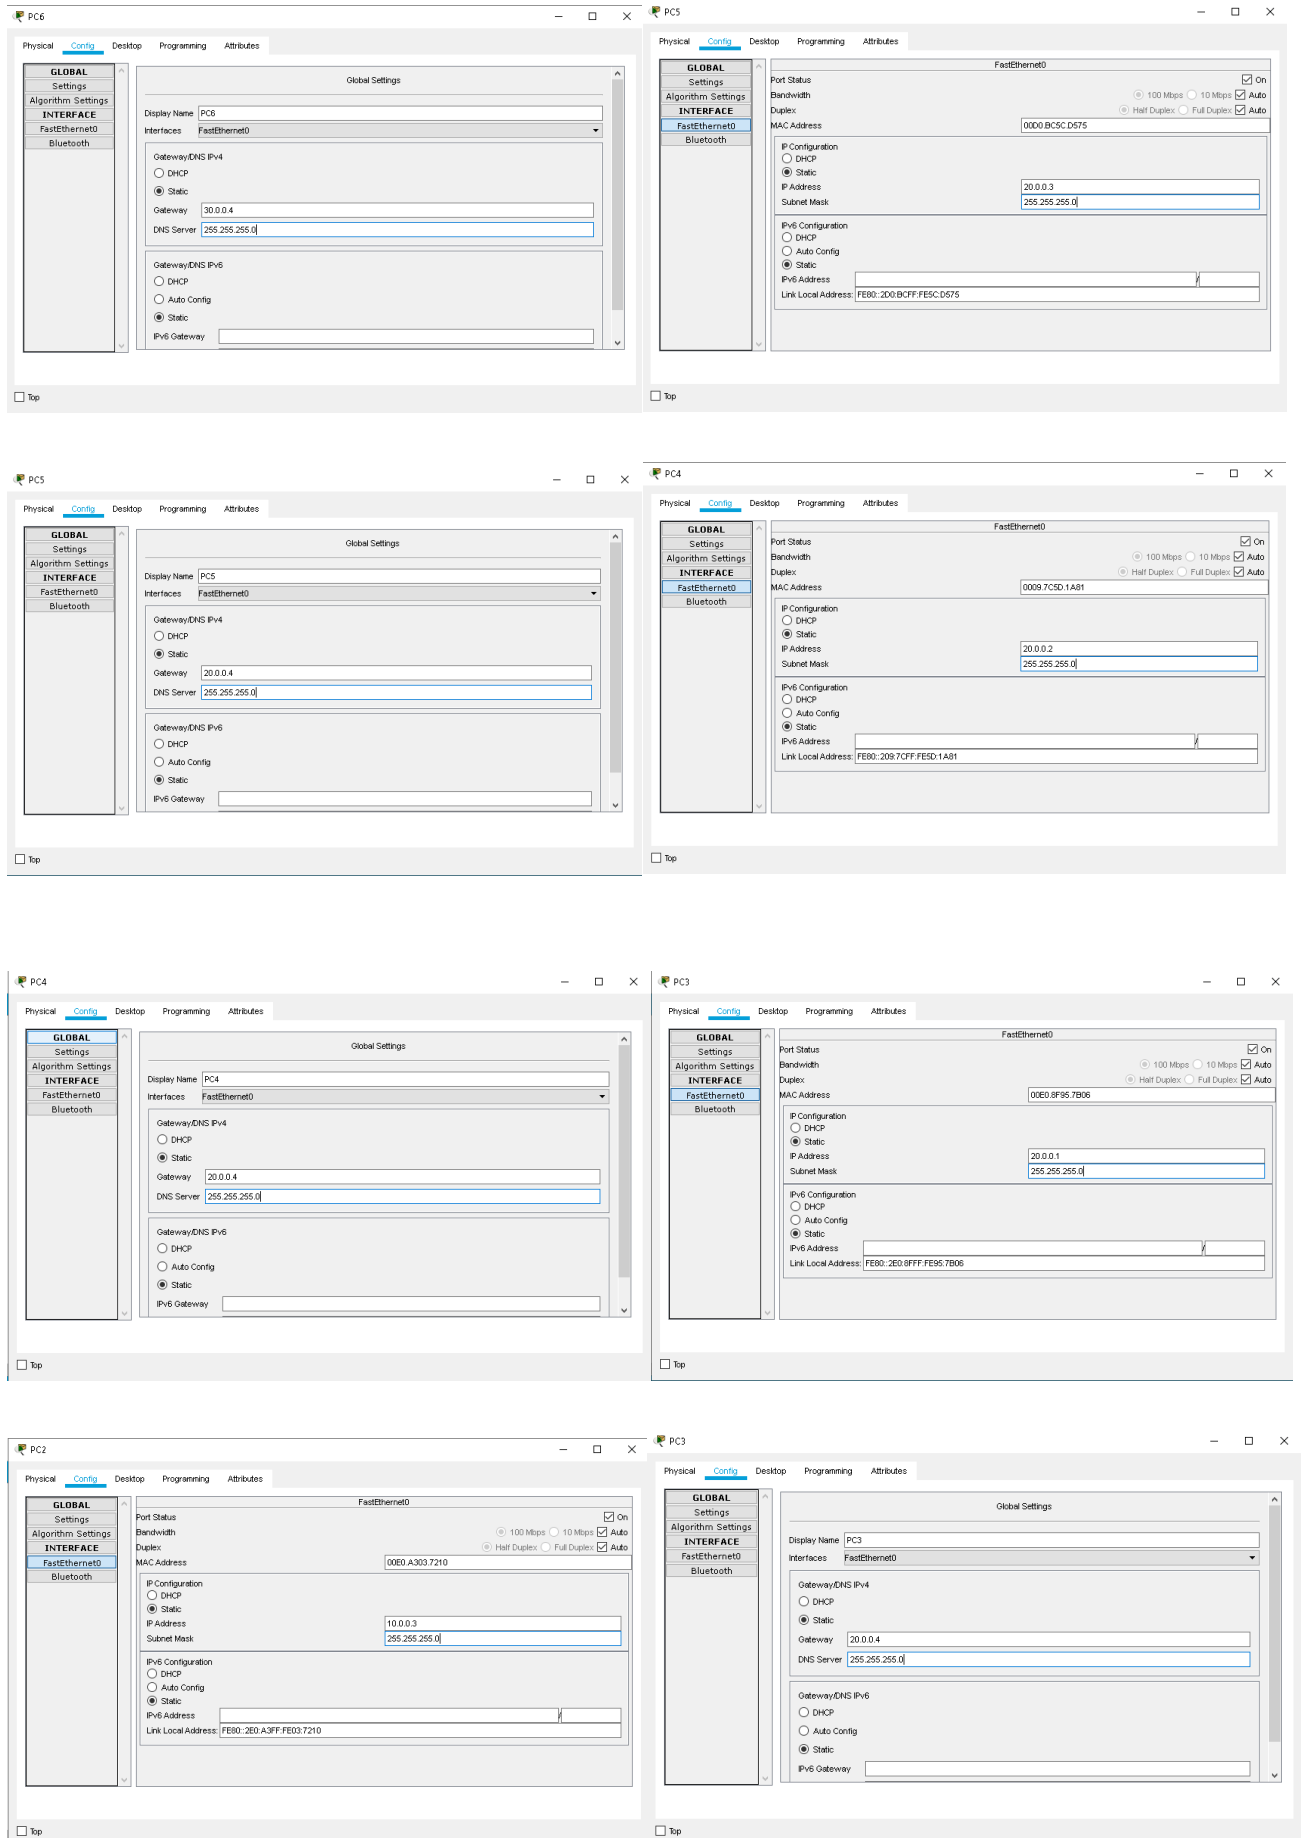 PC6
Physical Config Desktop Programming Attributes
GLOBAL
Settings
Algorithm Settings
INTERFACE
FastEthernet0
Bluetooth
Global Settings
Display Name PC6
Interfaces FastEthernet0
Gateway/DNS IPv4
DHCP
Static
Gateway 30.0.0.4
DNS Server 255.255.255.0
Gateway/DNS IPv6
DHCP
Auto Config
Static
IPv6 Gateway
Top
PC5
Physical Config Desktop Programming Attributes
GLOBAL
Settings
Algorithm Settings
INTERFACE
FastEthernet0
Bluetooth
FastEthernet0
Port Status On
Bandwidth 100 Mbps 10 Mbps Auto
Duplex Half Duplex Full Duplex Auto
MAC Address 00D0.BC5C.D575
IP Configuration
DHCP
Static
IP Address 20.0.0.3
Subnet Mask 255.255.255.0
IPv6 Configuration
DHCP
Auto Config
Static
IPv6 Address /
Link Local Address: FE80::2D0:BCFF:FE5C:D575
Top
PC5
Physical Config Desktop Programming Attributes
GLOBAL
Settings
Algorithm Settings
INTERFACE
FastEthernet0
Bluetooth
Global Settings
Display Name PC5
Interfaces FastEthernet0
Gateway/DNS IPv4
DHCP
Static
Gateway 20.0.0.4
DNS Server 255.255.255.0
Gateway/DNS IPv6
DHCP
Auto Config
Static
IPv6 Gateway
Top
PC4
Physical Config Desktop Programming Attributes
GLOBAL
Settings
Algorithm Settings
INTERFACE
FastEthernet0
Bluetooth
FastEthernet0
Port Status On
Bandwidth 100 Mbps 10 Mbps Auto
Duplex Half Duplex Full Duplex Auto
MAC Address 0009.7C5D.1A81
IP Configuration
DHCP
Static
IP Address 20.0.0.2
Subnet Mask 255.255.255.0
IPv6 Configuration
DHCP
Auto Config
Static
IPv6 Address /
Link Local Address: FE80::209:7CFF:FE5D:1A81
Top
PC4
Physical Config Desktop Programming Attributes
GLOBAL
Settings
Algorithm Settings
INTERFACE
FastEthernet0
Bluetooth
Global Settings
Display Name PC4
Interfaces FastEthernet0
Gateway/DNS IPv4
DHCP
Static
Gateway 20.0.0.4
DNS Server 255.255.255.0
Gateway/DNS IPv6
DHCP
Auto Config
Static
IPv6 Gateway
Top
PC3
Physical Config Desktop Programming Attributes
GLOBAL
Settings
Algorithm Settings
INTERFACE
FastEthernet0
Bluetooth
FastEthernet0
Port Status On
Bandwidth 100 Mbps 10 Mbps Auto
Duplex Half Duplex Full Duplex Auto
MAC Address 00E0.8F95.7B06
IP Configuration
DHCP
Static
IP Address 20.0.0.1
Subnet Mask 255.255.255.0
IPv6 Configuration
DHCP
Auto Config
Static
IPv6 Address /
Link Local Address: FE80::2E0:8FFF:FE95:7B06
Top
PC2
Physical Config Desktop Programming Attributes
GLOBAL
Settings
Algorithm Settings
INTERFACE
FastEthernet0
Bluetooth
FastEthernet0
Port Status On
Bandwidth 100 Mbps 10 Mbps Auto
Duplex Half Duplex Full Duplex Auto
MAC Address 00E0.A303.7210
IP Configuration
DHCP
Static
IP Address 10.0.0.3
Subnet Mask 255.255.255.0
IPv6 Configuration
DHCP
Auto Config
Static
IPv6 Address /
Link Local Address: FE80::2E0:A3FF:FE03:7210
Top
PC3
Physical Config Desktop Programming Attributes
GLOBAL
Settings
Algorithm Settings
INTERFACE
FastEthernet0
Bluetooth
Global Settings
Display Name PC3
Interfaces FastEthernet0
Gateway/DNS IPv4
DHCP
Static
Gateway 20.0.0.4
DNS Server 255.255.255.0
Gateway/DNS IPv6
DHCP
Auto Config
Static
IPv6 Gateway
Top